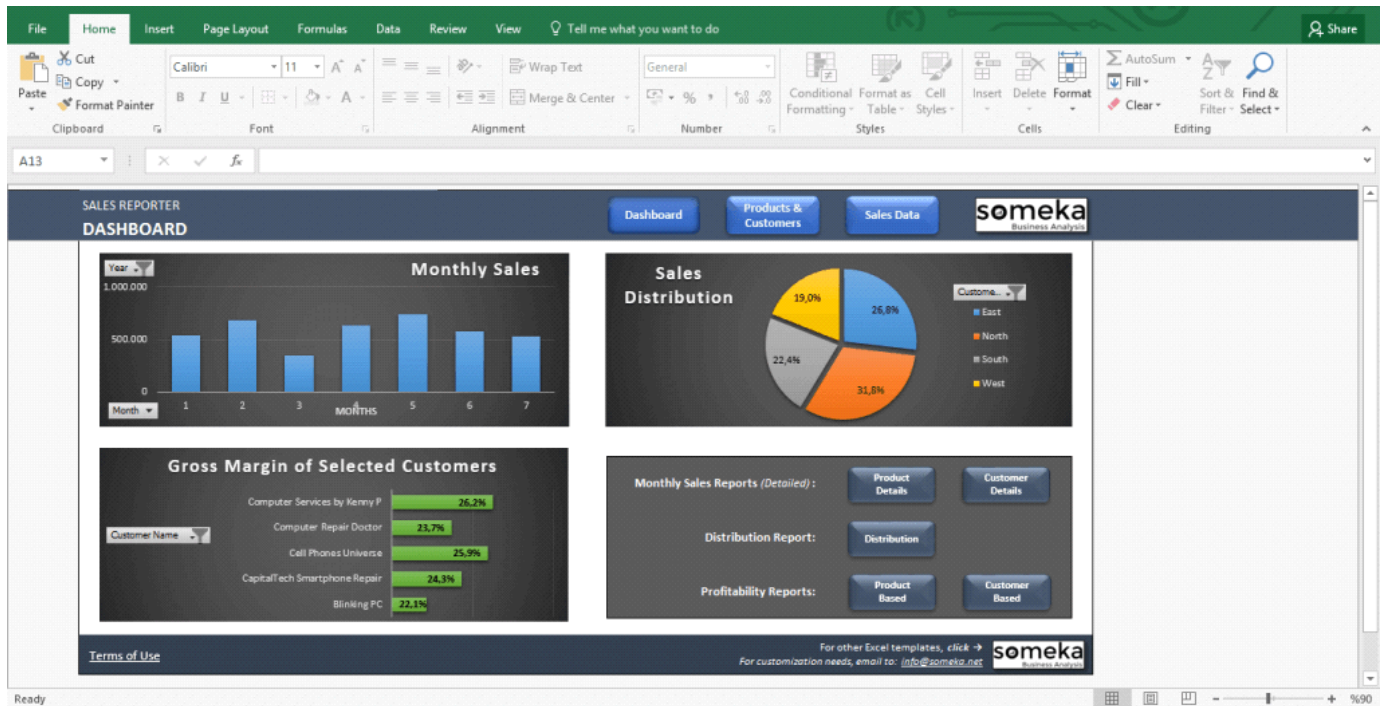 File Home Insert Page Layout Formulas Data Review View Tell me what you want to do Share
Cut
Copy
Format Painter
Paste
Calibri 11
B I U
Wrap Text
Merge & Center
General
%
Conditional Formatting
Format as Table
Cell Styles
Insert Delete Format
AutoSum
Fill
Clear
Sort & Filter
Find & Select
Clipboard Font Alignment Number Styles Cells Editing
A13 fx
SALES REPORTER
DASHBOARD
Dashboard
Products &
Customers
Sales Data
someka
Business Analysis
Year
Monthly Sales
1.000.000
500.000
0
1 2 3 4 5 6 7
MONTHS
Month
Sales
Distribution
19,0%
26,8%
22,4%
31,8%
Custome...
East
North
South
West
Gross Margin of Selected Customers
Customer Name
Computer Services by Kenny P 26,2%
Computer Repair Doctor 23,7%
Cell Phones Universe 25,9%
CapitalTech Smartphone Repair 24,3%
Blinking PC 22,1%
Monthly Sales Reports (Detailed) :
Product
Details
Customer
Details
Distribution Report:
Distribution
Profitability Reports:
Product
Based
Customer
Based
Terms of Use
For other Excel templates, click →
For customization needs, email to: info@someka.net
someka
Business Analysis
Ready
- + %90